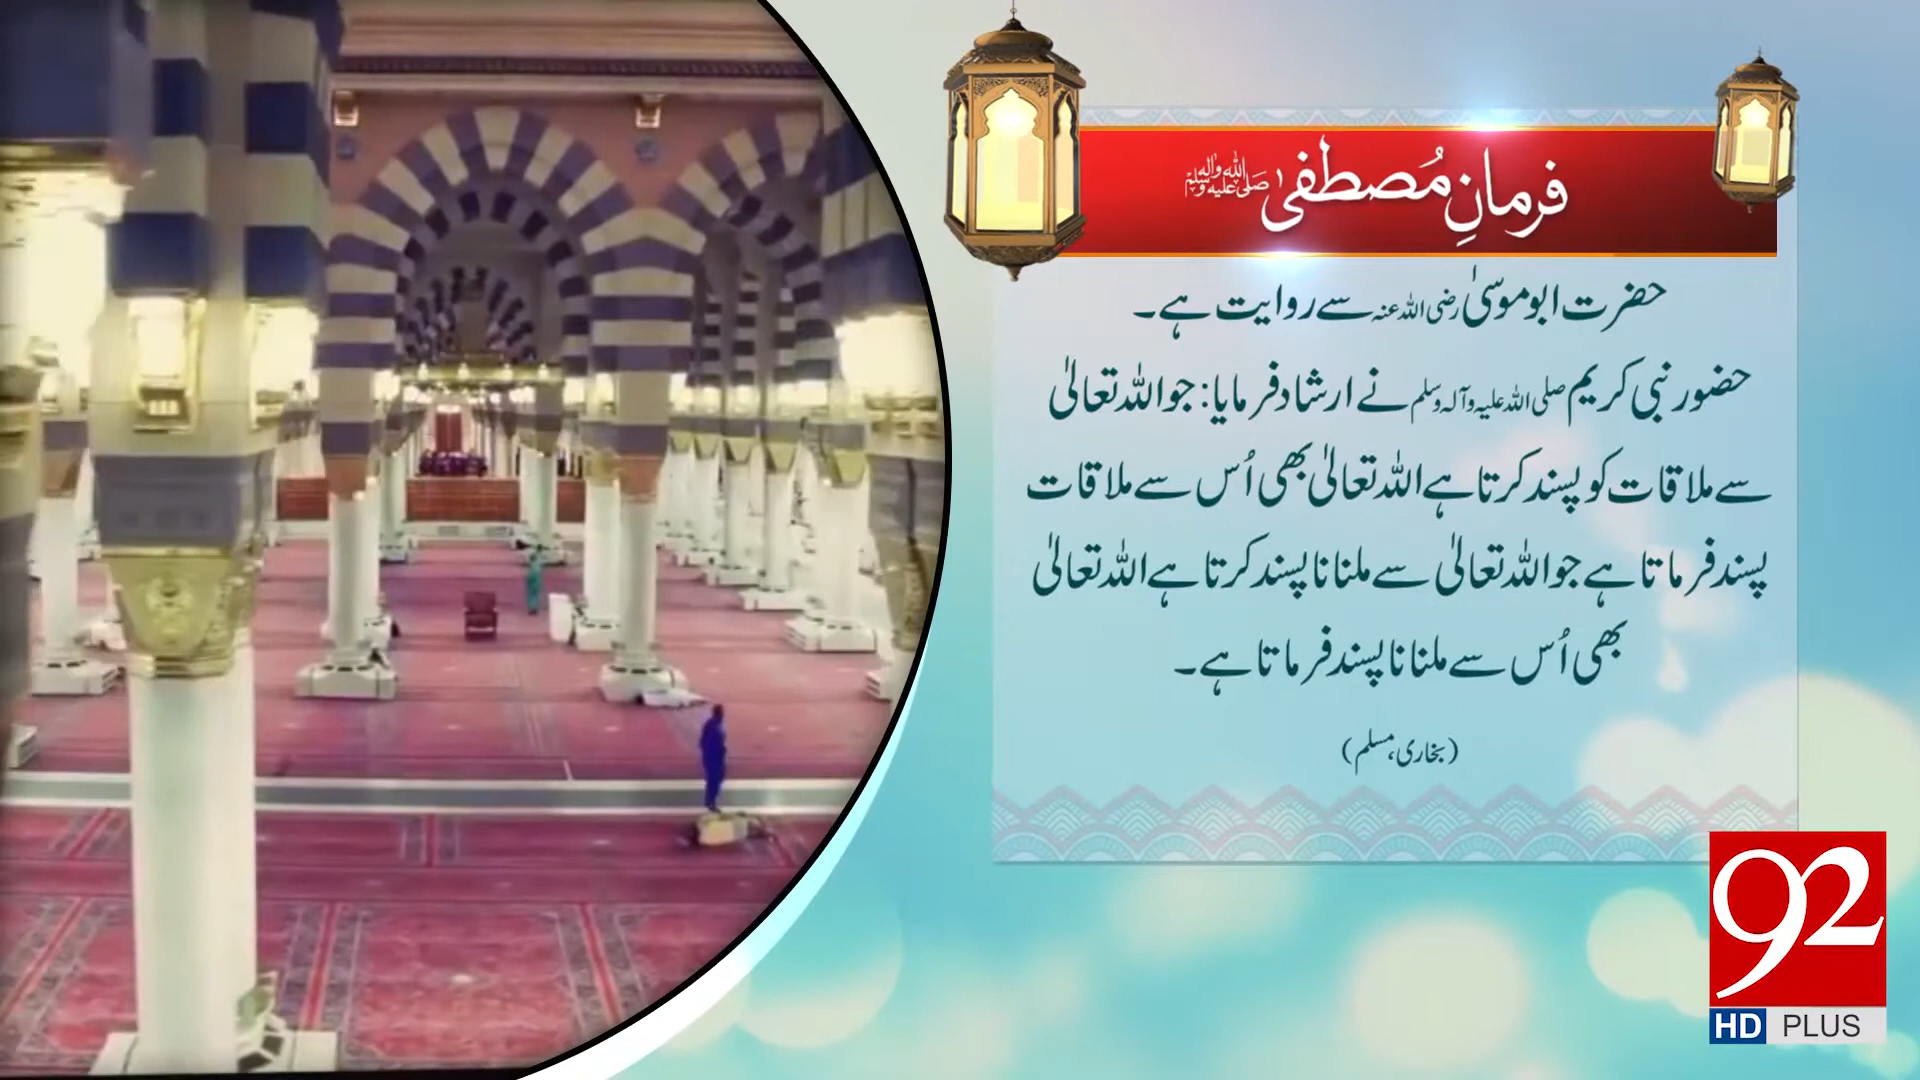 فرمانِ مُصطفیٰ صلی اللہ علیہ وآلہ وسلم
حضرت ابوموسیٰ رضی اللہ عنہ سے روایت ہے۔
حضور نبی کریم صلی اللہ علیہ وآلہ وسلم نے ارشاد فرمایا: جو اللہ تعالیٰ
سے ملاقات کو پسند کرتا ہے اللہ تعالیٰ بھی اُس سے ملاقات
پسند فرماتا ہے جو اللہ تعالیٰ سے ملنا ناپسند کرتا ہے اللہ تعالیٰ
بھی اُس سے ملنا ناپسند فرماتا ہے۔
(بخاری، مسلم)
92
HD PLUS